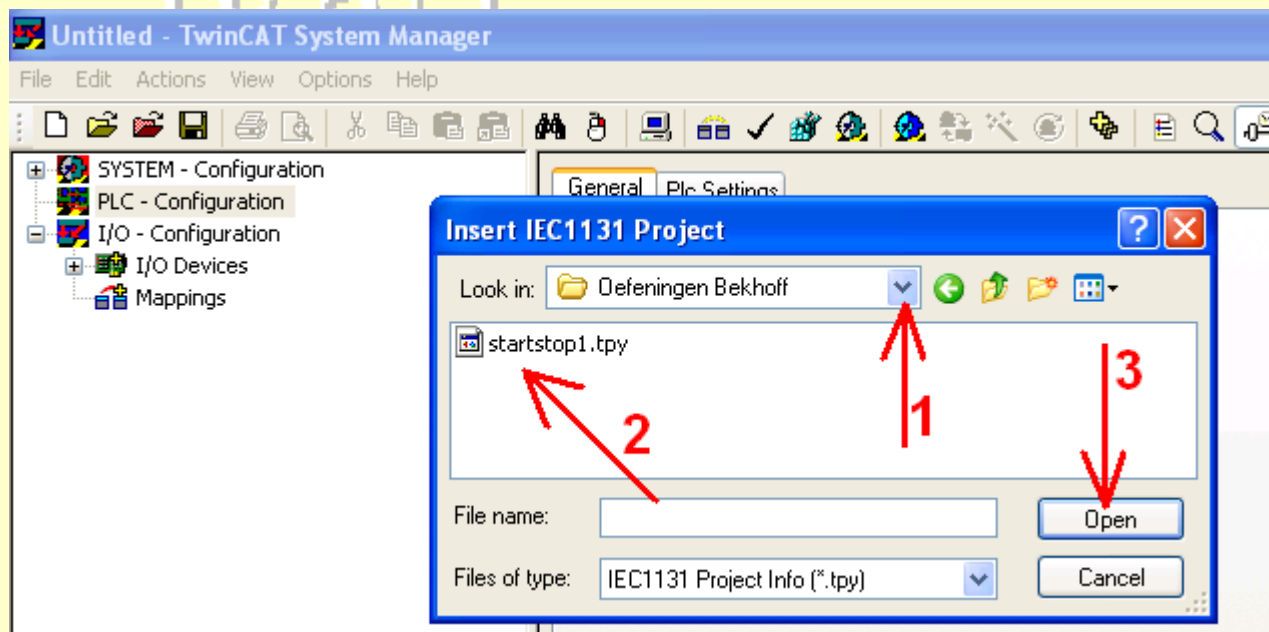 Untitled - TwinCAT System Manager
File Edit Actions View Options Help
SYSTEM - Configuration
PLC - Configuration
I/O - Configuration
I/O Devices
Mappings
General Plc Settings
Insert IEC1131 Project
Look in: Oefeningen Bekhoff
startstop1.tpy
1
2
3
File name:
Open
Files of type: IEC1131 Project Info (*.tpy)
Cancel